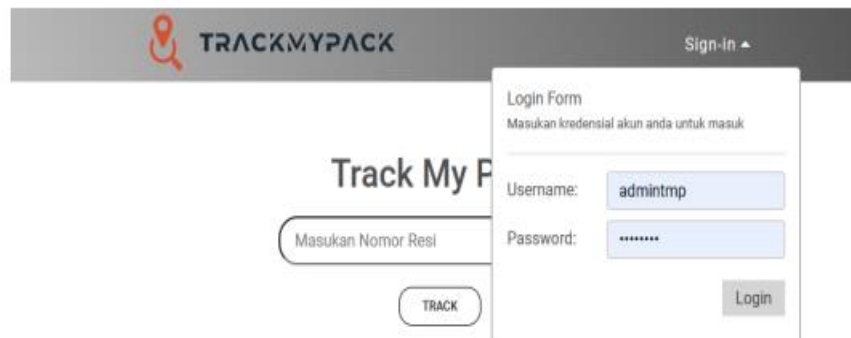 TRACKMYPACK
Sign-in
Login Form
Masukan kredensial akun anda untuk masuk
Track My P
Username: admintmp
Masukan Nomor Resi
Password: ••••••••
TRACK
Login